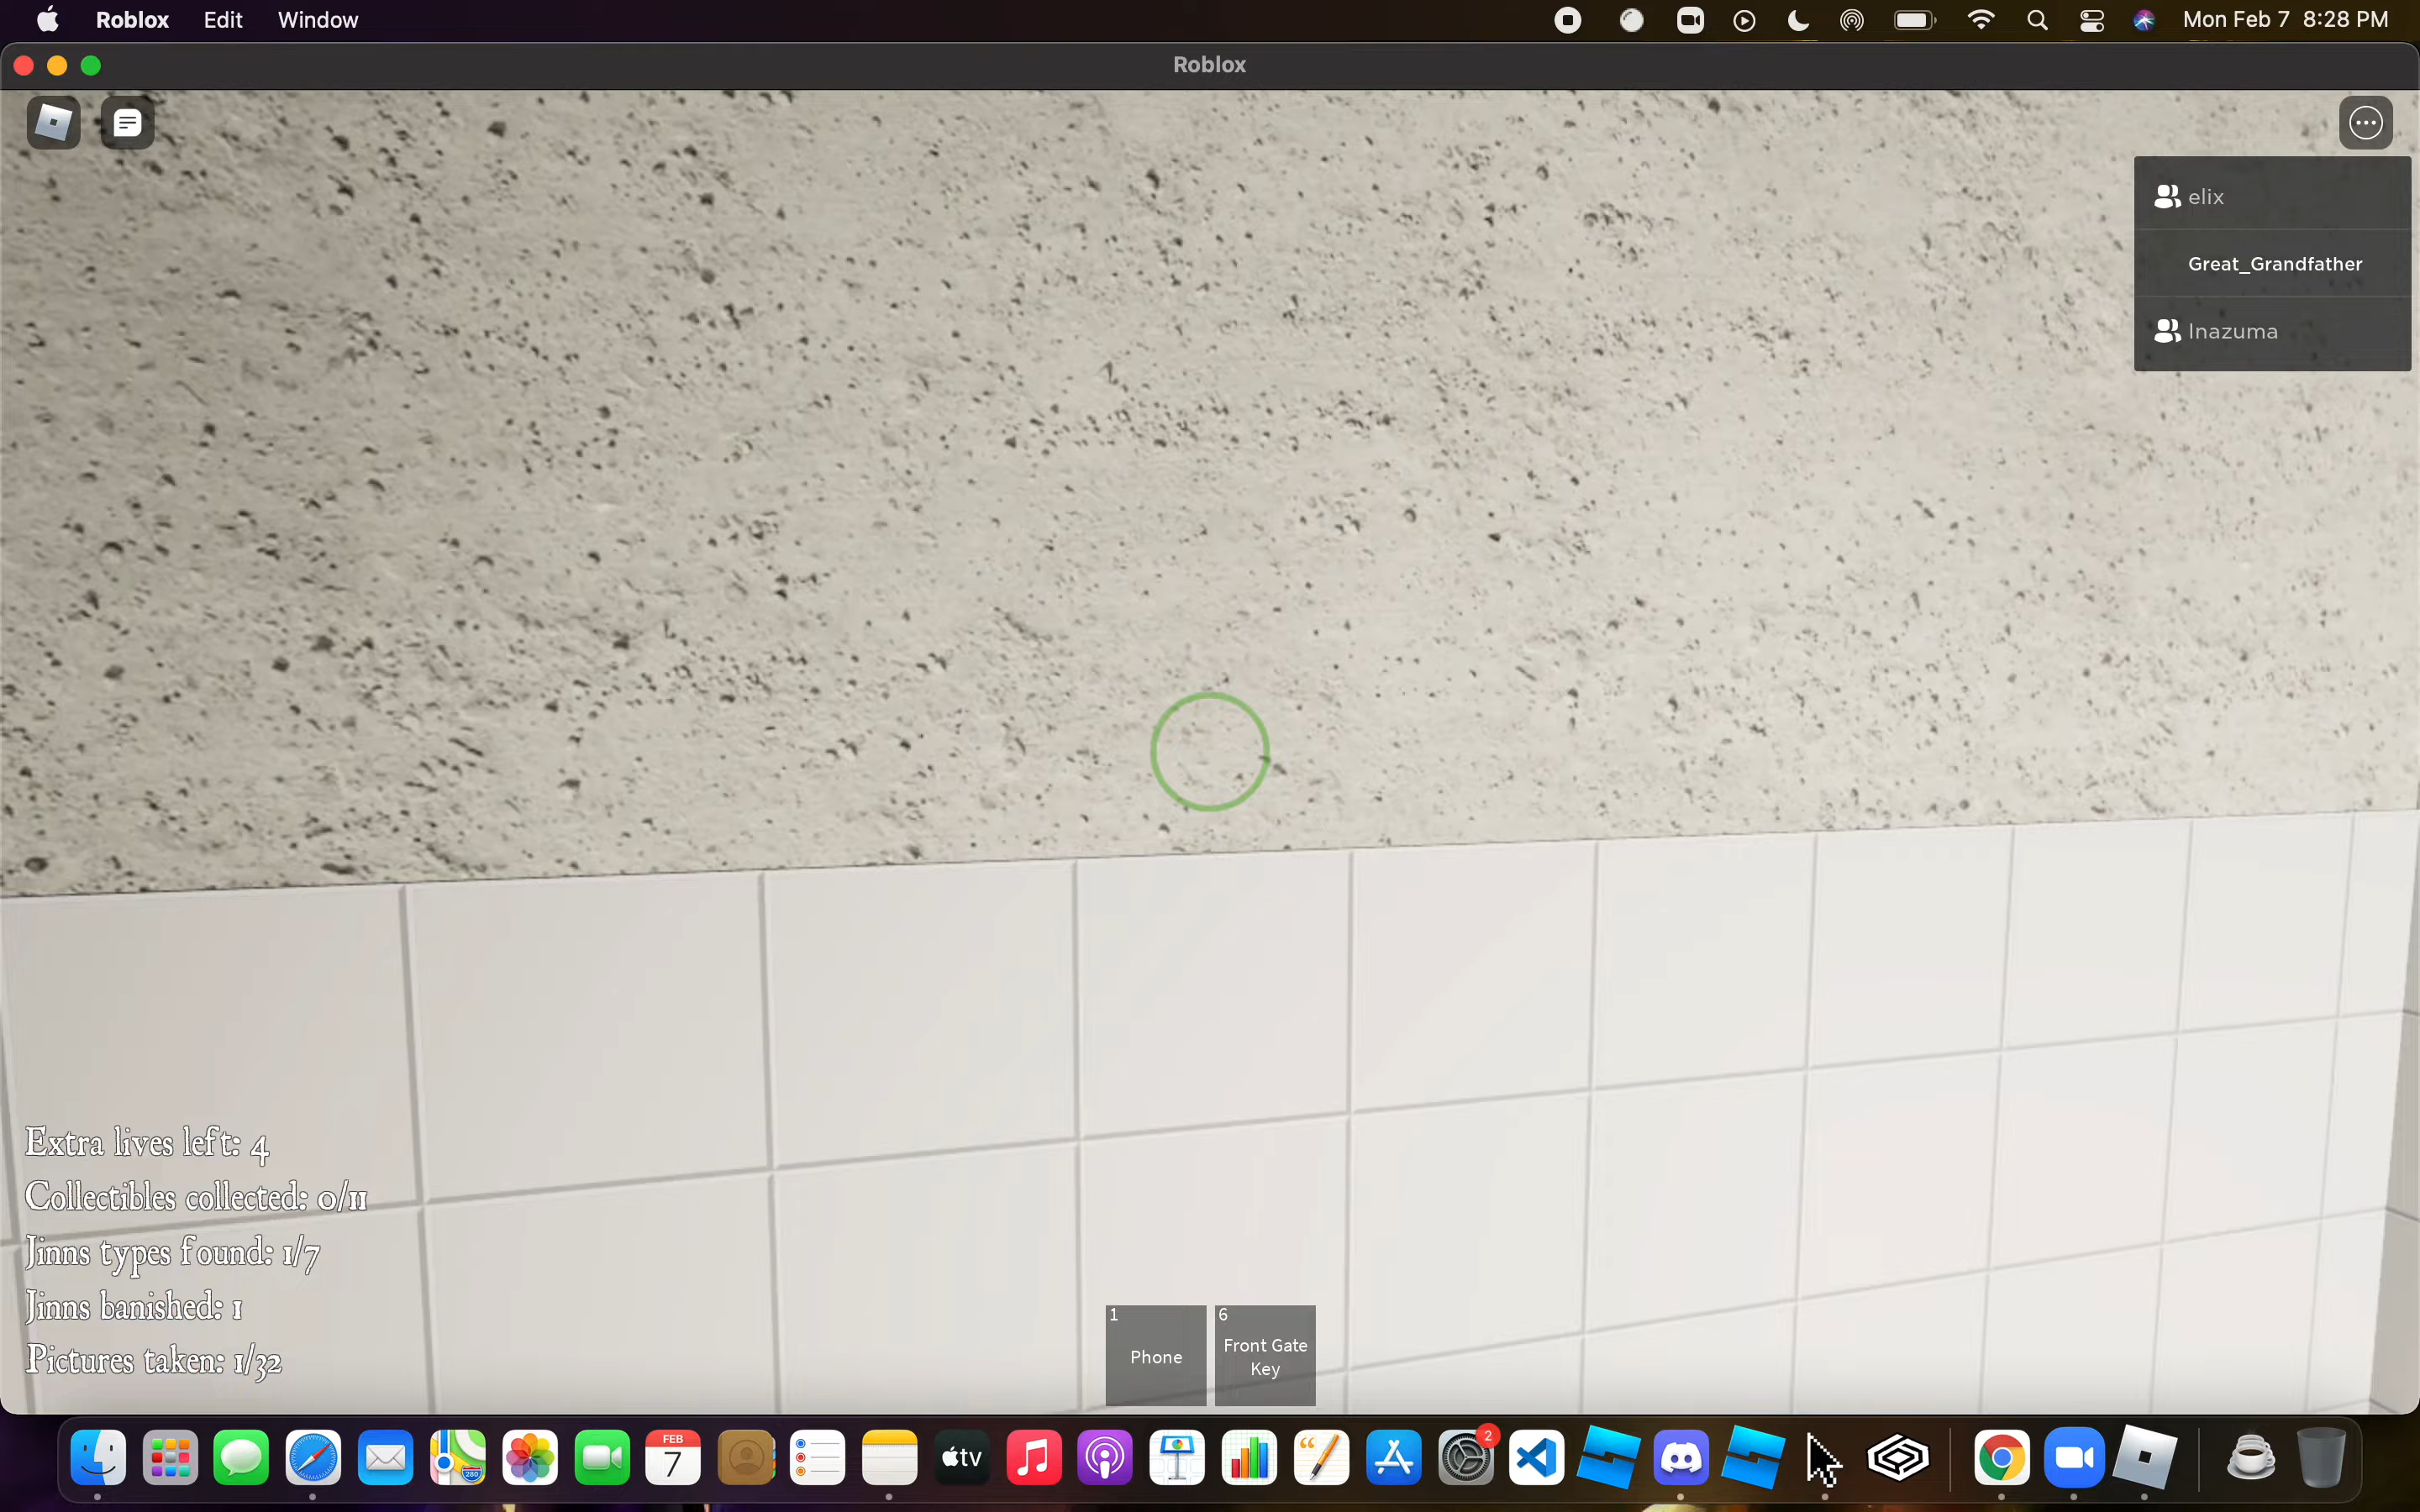 Roblox Edit Window
Mon Feb 7 8:28 PM
Roblox
elix
Great_Grandfather
Inazuma
Extra lives left: 4
Collectibles collected: 0/11
Jinns types found: 1/7
Jinns banished: 1
Pictures taken: 1/32
1
Phone
6
Front Gate
Key
280
FEB
7
tv
2